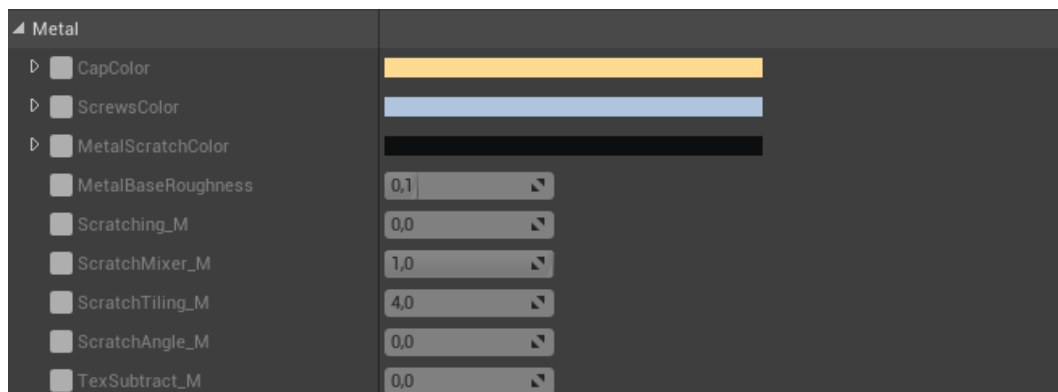 Metal
CapColor
ScrewsColor
MetalScratchColor
MetalBaseRoughness 0,1
Scratching_M 0,0
ScratchMixer_M 1,0
ScratchTiling_M 4,0
ScratchAngle_M 0,0
TexSubtract_M 0,0